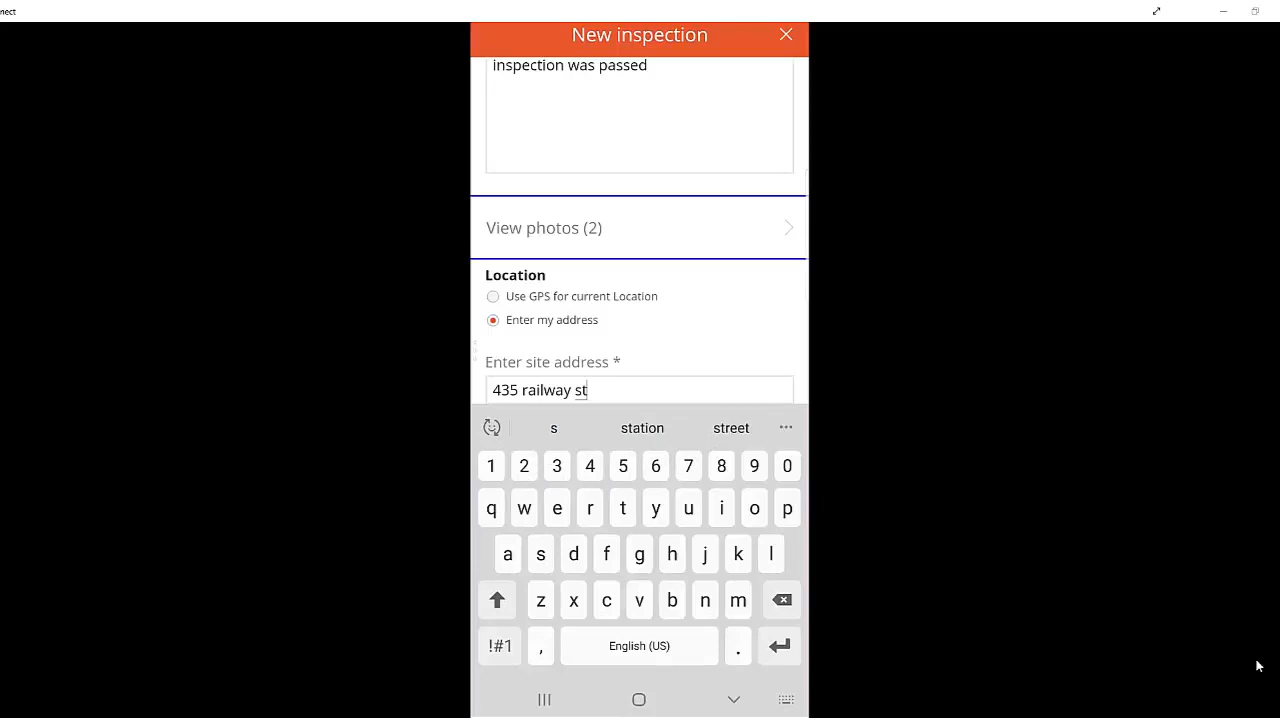 nnect
New inspection
inspection was passed
View photos (2)
Location
Use GPS for current Location
Enter my address
Enter site address *
435 railway st
s station street
1 2 3 4 5 6 7 8 9 0
q w e r t y u i o p
a s d f g h j k l
z x c v b n m
!#1 , English (US) .